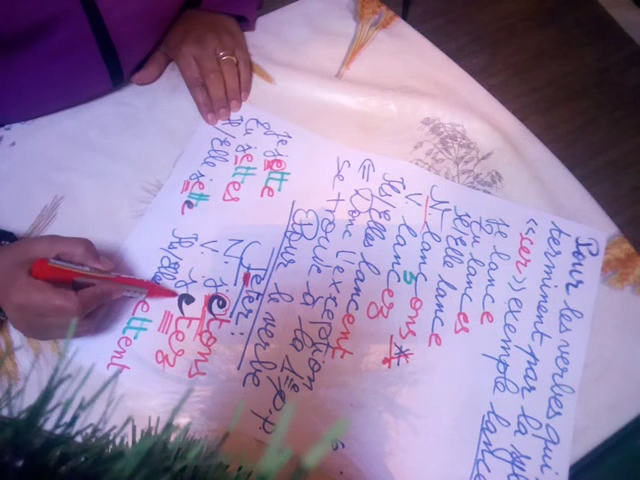 Pour les verbes qui
terminent par la
«cer» exemple lance
Je lance
Tu lances
Il/Elle lance
N. lançons *
V. lancez
Ils/Elles lancent
⇐ Donc l'exception
se trouve à la 1ère p.p
Pour le verbe
Jeter:
Je jette
Tu jettes
Il/Elle jette
N. jetons
V. jetez
Ils/Elles jettent